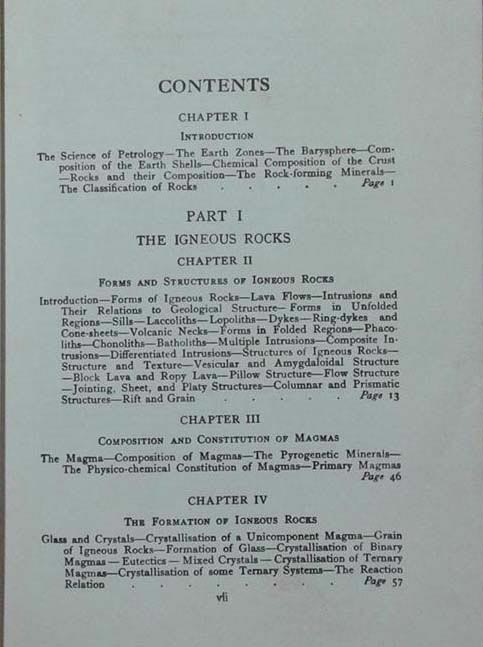 CONTENTS
CHAPTER I
INTRODUCTION
The Science of Petrology—The Earth Zones—The Barysphere—Com-
position of the Earth Shells—Chemical Composition of the Crust
—Rocks and their Composition—The Rock-forming Minerals—
The Classification of Rocks . . . . . Page 1
PART I
THE IGNEOUS ROCKS
CHAPTER II
FORMS AND STRUCTURES OF IGNEOUS ROCKS
Introduction—Forms of Igneous Rocks—Lava Flows—Intrusions and
Their Relations to Geological Structure—Forms in Unfolded
Regions—Sills—Laccoliths—Lopoliths—Dykes—Ring-dykes and
Cone-sheets—Volcanic Necks—Forms in Folded Regions—Phaco-
liths—Chonoliths—Batholiths—Multiple Intrusions—Composite In-
trusions—Differentiated Intrusions—Structures of Igneous Rocks—
Structure and Texture—Vesicular and Amygdaloidal Structure
—Block Lava and Ropy Lava—Pillow Structure—Flow Structure
—Jointing, Sheet, and Platy Structures—Columnar and Prismatic
Structures—Rift and Grain . . . . . Page 13
CHAPTER III
COMPOSITION AND CONSTITUTION OF MAGMAS
The Magma—Composition of Magmas—The Pyrogenetic Minerals—
The Physico-chemical Constitution of Magmas—Primary Magmas
Page 46
CHAPTER IV
THE FORMATION OF IGNEOUS ROCKS
Glass and Crystals—Crystallisation of a Unicomponent Magma—Grain
of Igneous Rocks—Formation of Glass—Crystallisation of Binary
Magmas—Eutectics—Mixed Crystals—Crystallisation of Ternary
Magmas—Crystallisation of some Ternary Systems—The Reaction
Relation . . . . . . . Page 57
vii